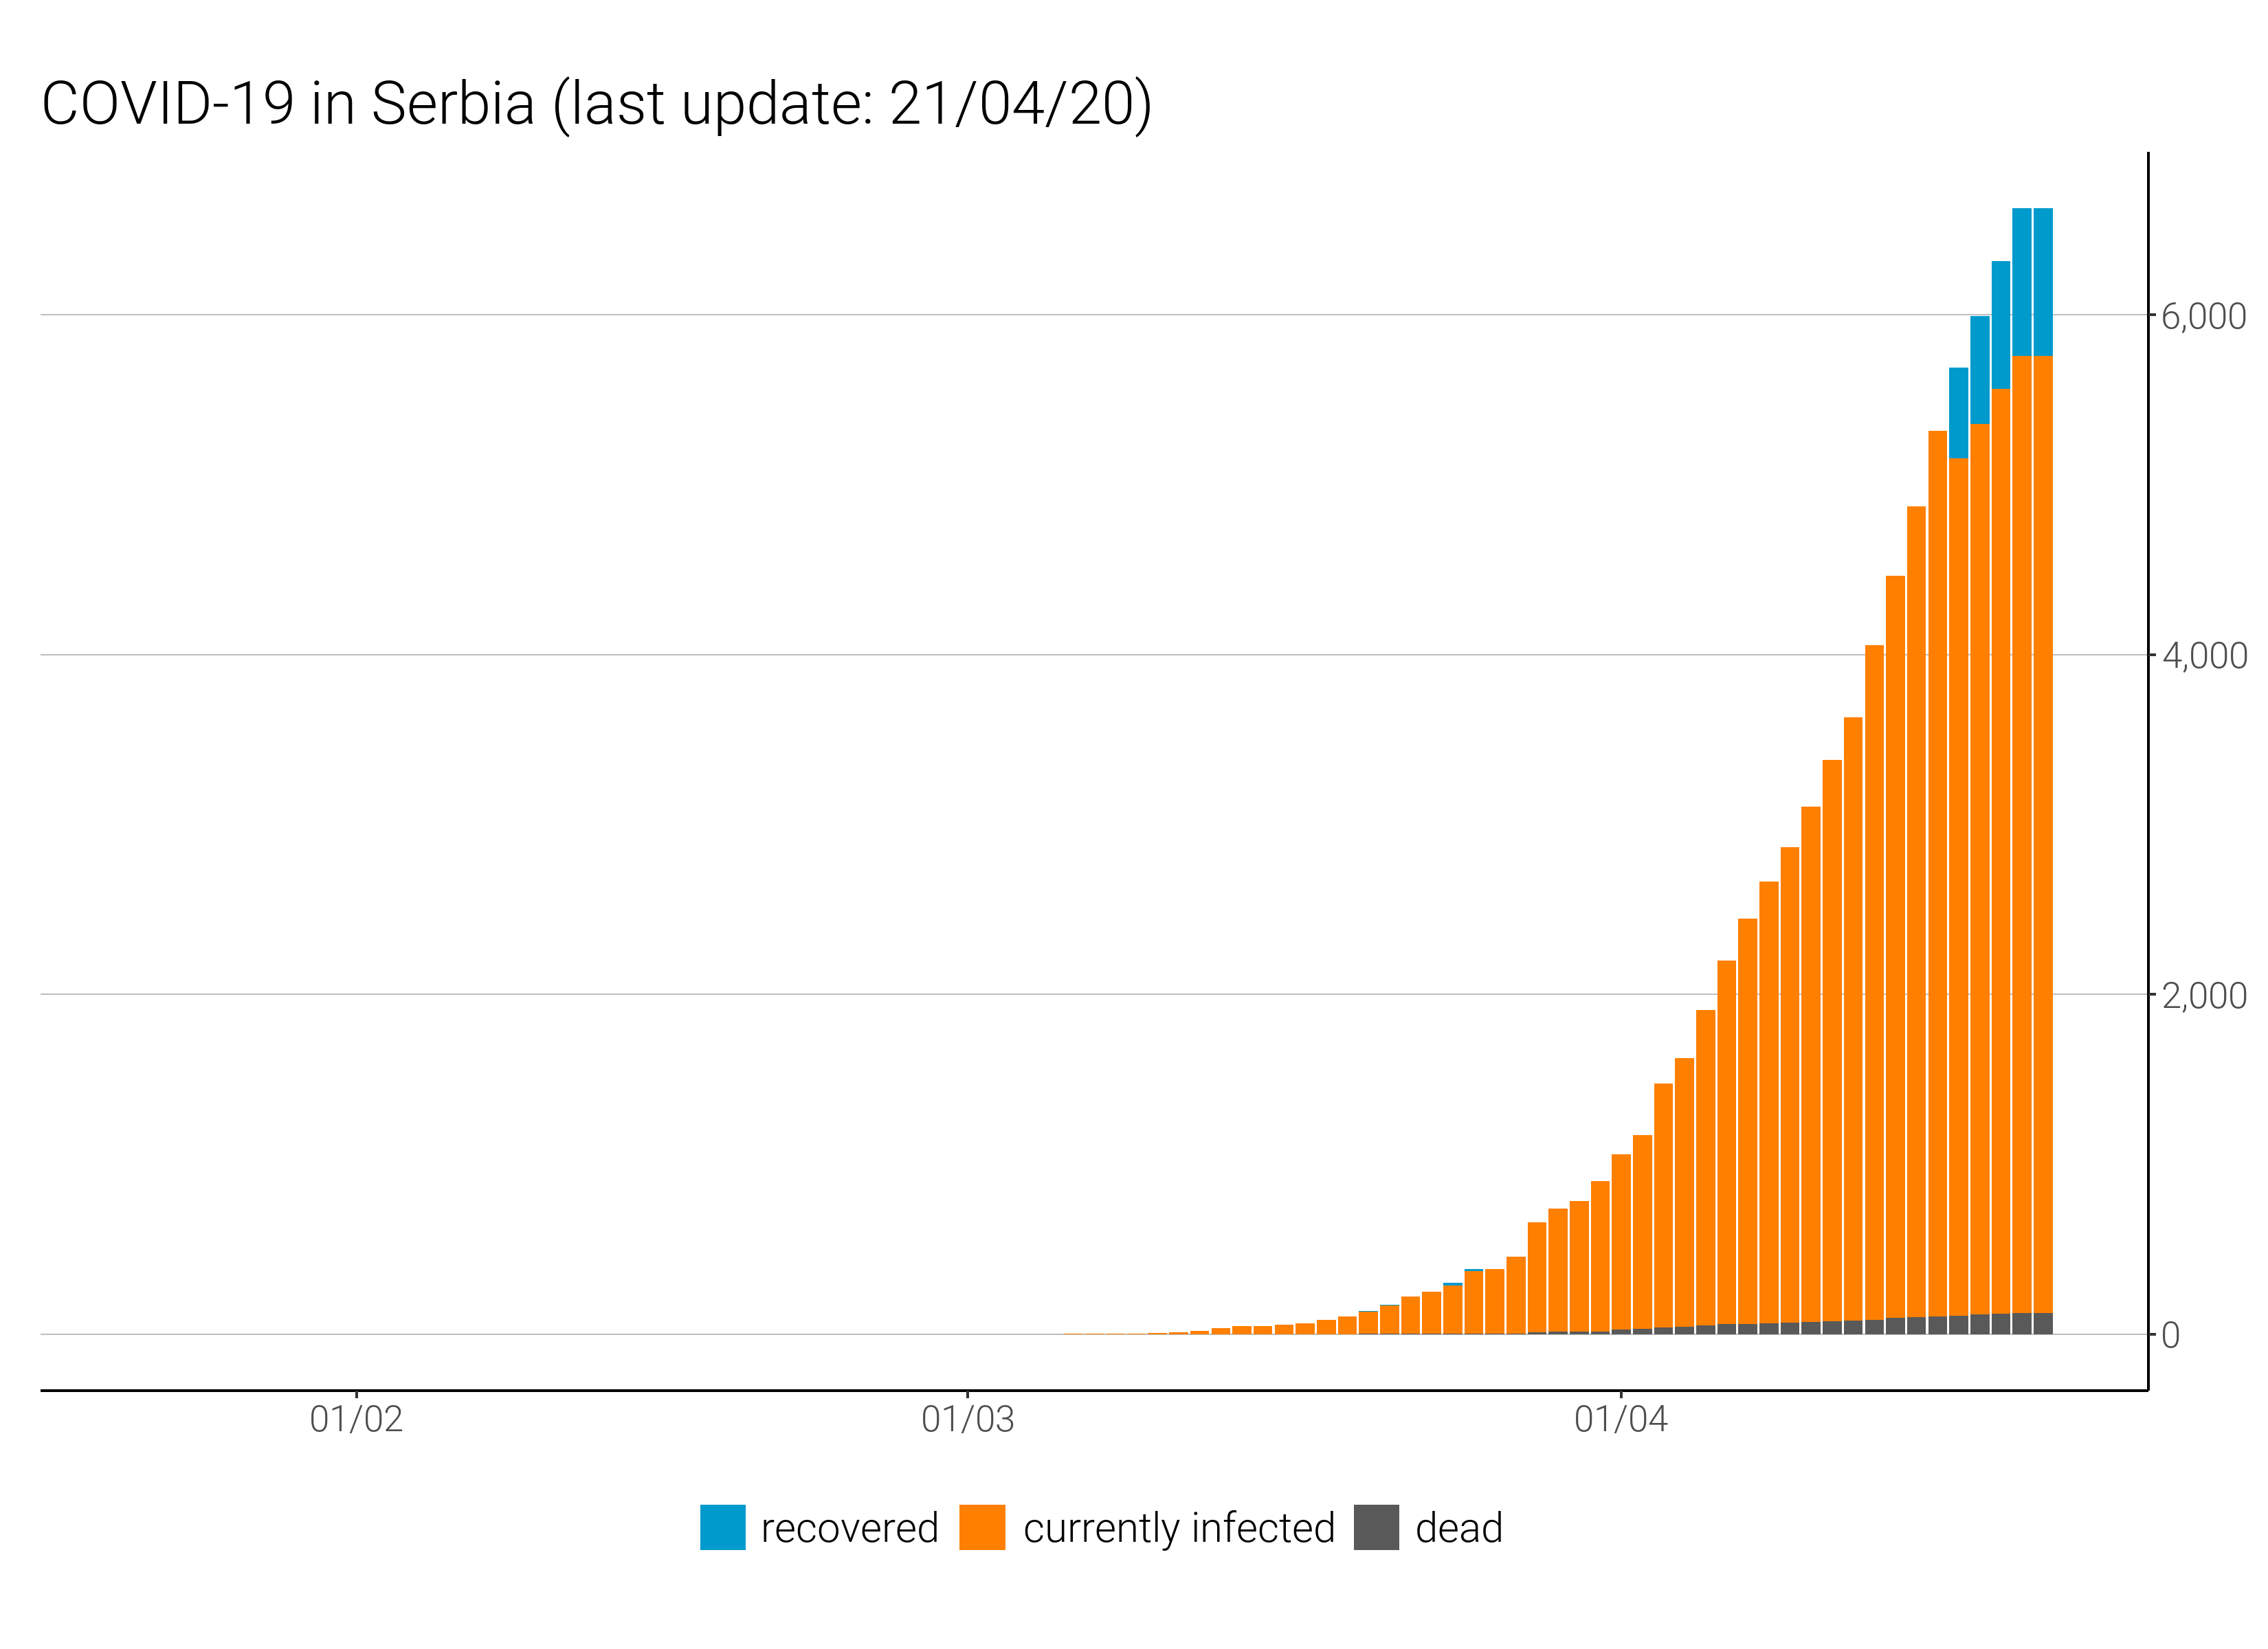 COVID-19 in Serbia (last update: 21/04/20)
6,000
4,000
2,000
0
01/02 01/03 01/04
recovered currently infected dead